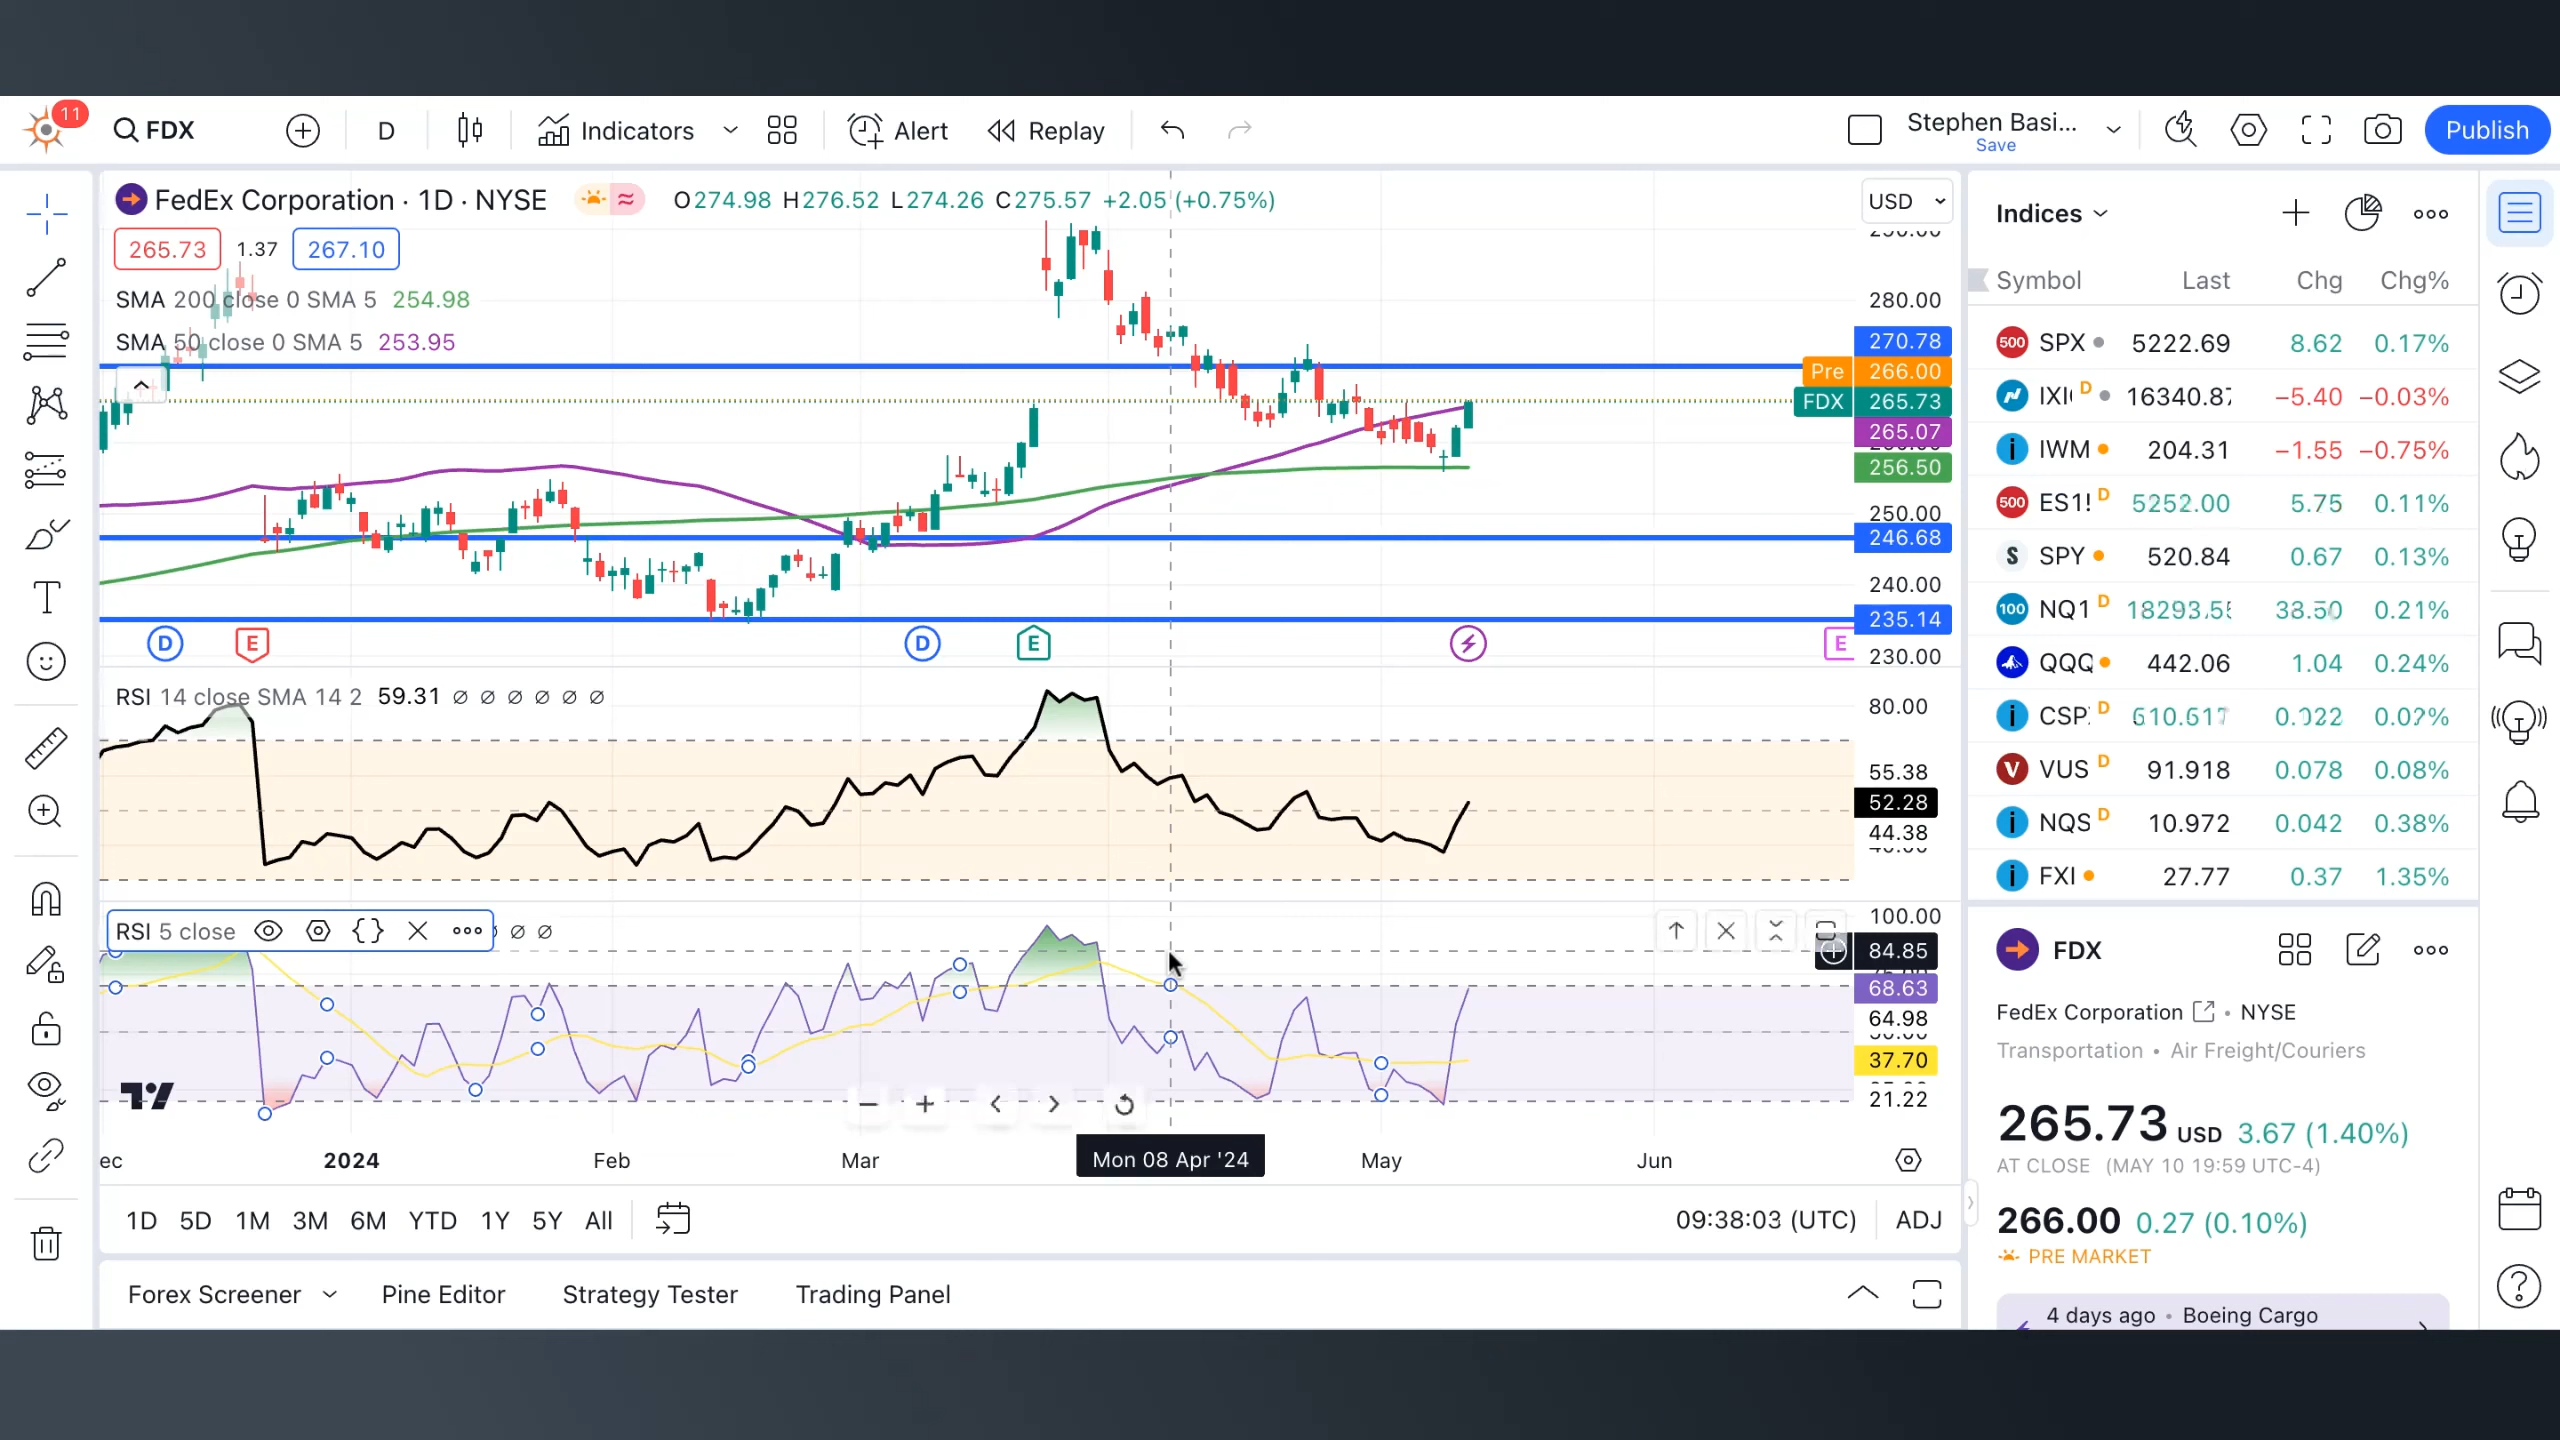 11
FDX
D
Indicators
Alert
Replay
Stephen Basi...
Save
Publish
FedEx Corporation · 1D · NYSE
O274.98 H276.52 L274.26 C275.57 +2.05 (+0.75%)
USD
265.73 1.37 267.10
SMA 200 close 0 SMA 5 254.98
SMA 50 close 0 SMA 5 253.95
280.00
270.78
Pre 266.00
FDX 265.73
265.07
256.50
250.00
246.68
240.00
235.14
230.00
D
E
D
E
E
RSI 14 close SMA 14 2 59.31 ∅ ∅ ∅ ∅ ∅ ∅
80.00
55.38
52.28
44.38
RSI 5 close
∅ ∅
100.00
84.85
68.63
64.98
37.70
21.22
2024
Feb
Mar
Mon 08 Apr '24
May
Jun
1D 5D 1M 3M 6M YTD 1Y 5Y All
09:38:03 (UTC)
ADJ
Forex Screener
Pine Editor
Strategy Tester
Trading Panel
Indices
Symbol Last Chg Chg%
500 SPX 5222.69 8.62 0.17%
D −5.40 −0.03%
IWM 204.31 −1.55 −0.75%
500 ES1! D 5252.00 5.75 0.11%
S SPY 520.84 0.67 0.13%
100 NQ1 D 0.21%
QQQ 442.06 1.04 0.24%
D
V VUS D 91.918 0.078 0.08%
NQS D 10.972 0.042 0.38%
FXI 27.77 0.37 1.35%
FDX
FedEx Corporation • NYSE
Transportation • Air Freight/Couriers
265.73 USD 3.67 (1.40%)
AT CLOSE (MAY 10 19:59 UTC-4)
266.00 0.27 (0.10%)
PRE MARKET
4 days ago • Boeing Cargo